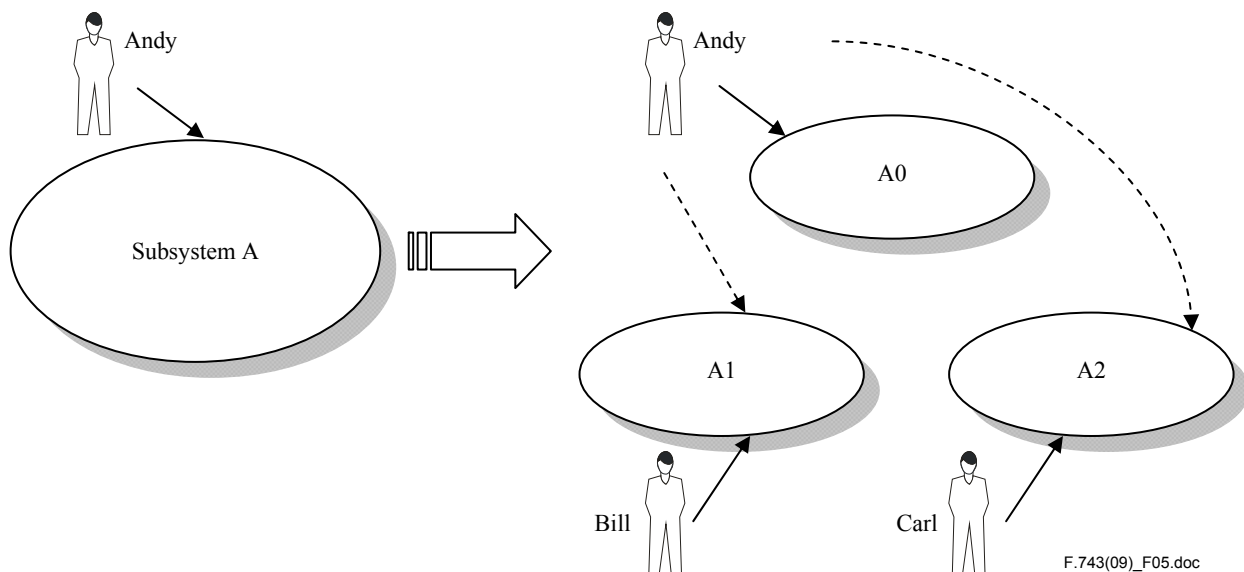 Andy
Subsystem A
Andy
A0
A1
A2
Bill
Carl
F.743(09)_F05.doc